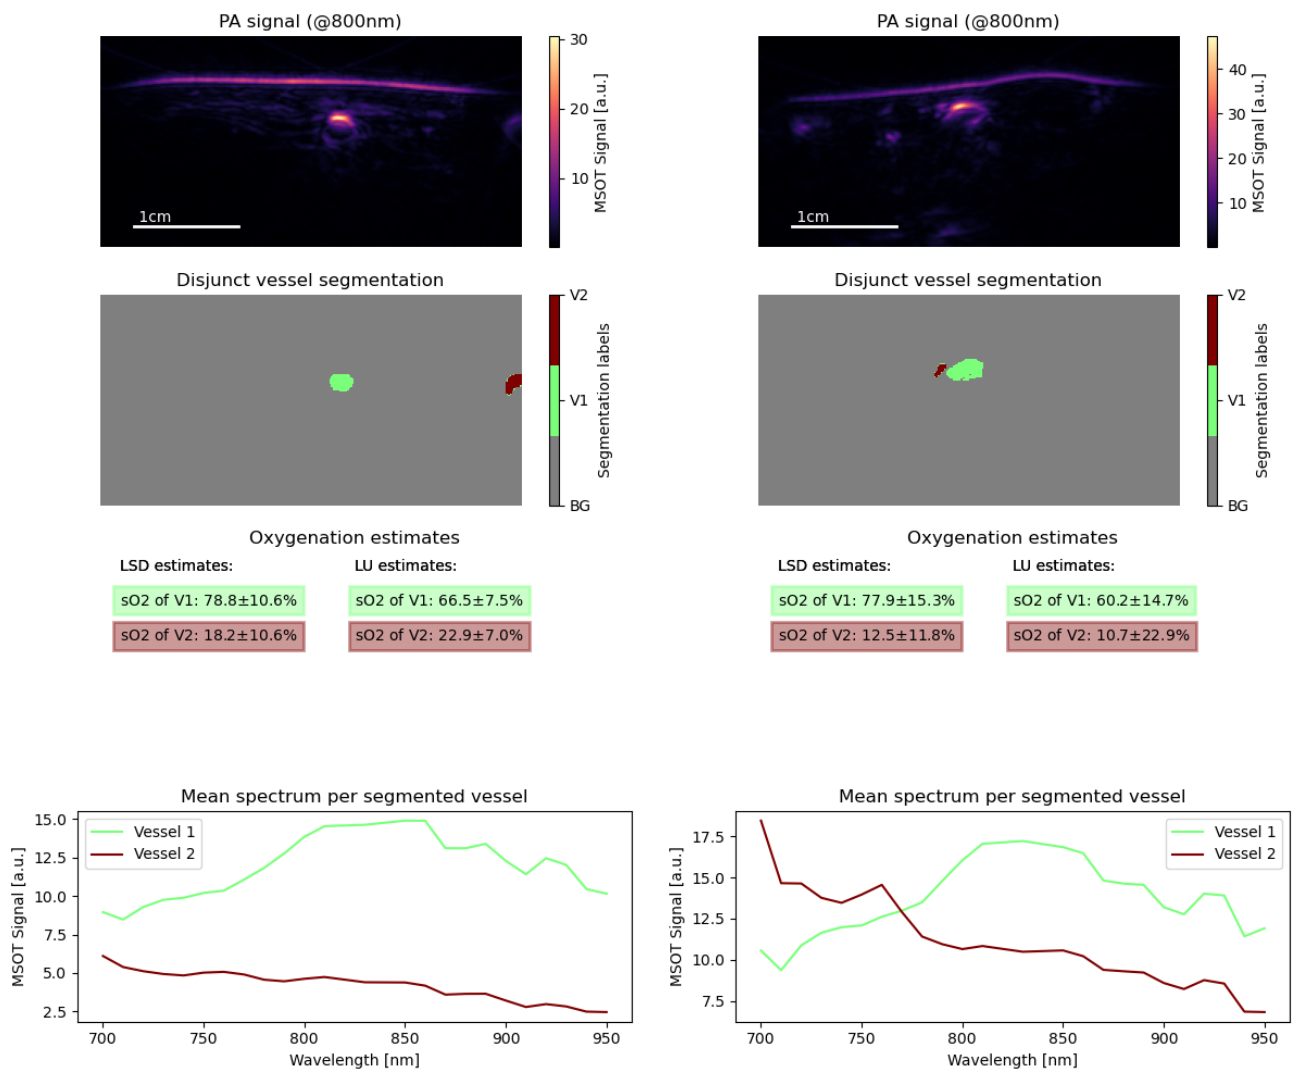 PA signal (@800nm)
30
20
10
MSOT Signal [a.u.]
1cm
Disjunct vessel segmentation
V2
V1
BG
Segmentation labels
Oxygenation estimates
LSD estimates:
LU estimates:
sO2 of V1: 78.8±10.6%
sO2 of V1: 66.5±7.5%
sO2 of V2: 18.2±10.6%
sO2 of V2: 22.9±7.0%
Mean spectrum per segmented vessel
15.0
12.5
10.0
7.5
5.0
2.5
MSOT Signal [a.u.]
Vessel 1
Vessel 2
700
750
800
850
900
950
Wavelength [nm]
PA signal (@800nm)
40
30
20
10
MSOT Signal [a.u.]
1cm
Disjunct vessel segmentation
V2
V1
BG
Segmentation labels
Oxygenation estimates
LSD estimates:
LU estimates:
sO2 of V1: 77.9±15.3%
sO2 of V1: 60.2±14.7%
sO2 of V2: 12.5±11.8%
sO2 of V2: 10.7±22.9%
Mean spectrum per segmented vessel
17.5
15.0
12.5
10.0
7.5
MSOT Signal [a.u.]
Vessel 1
Vessel 2
700
750
800
850
900
950
Wavelength [nm]